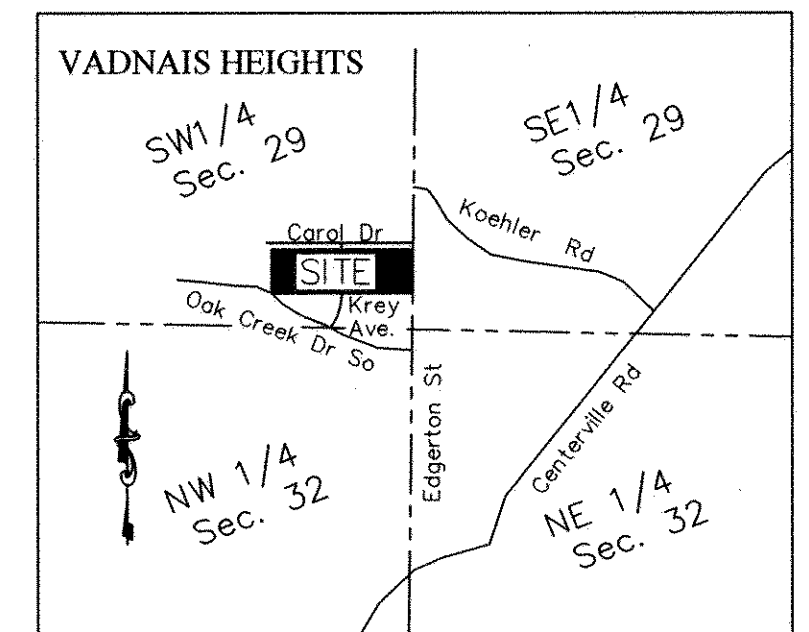 VADNAIS HEIGHTS
SW1/4
Sec. 29
SE1/4
Sec. 29
Koehler Rd
Carol Dr
SITE
Krey
Ave.
Oak Creek Dr So
Edgerton St
Centerville Rd
NW 1/4
Sec. 32
NE 1/4
Sec. 32